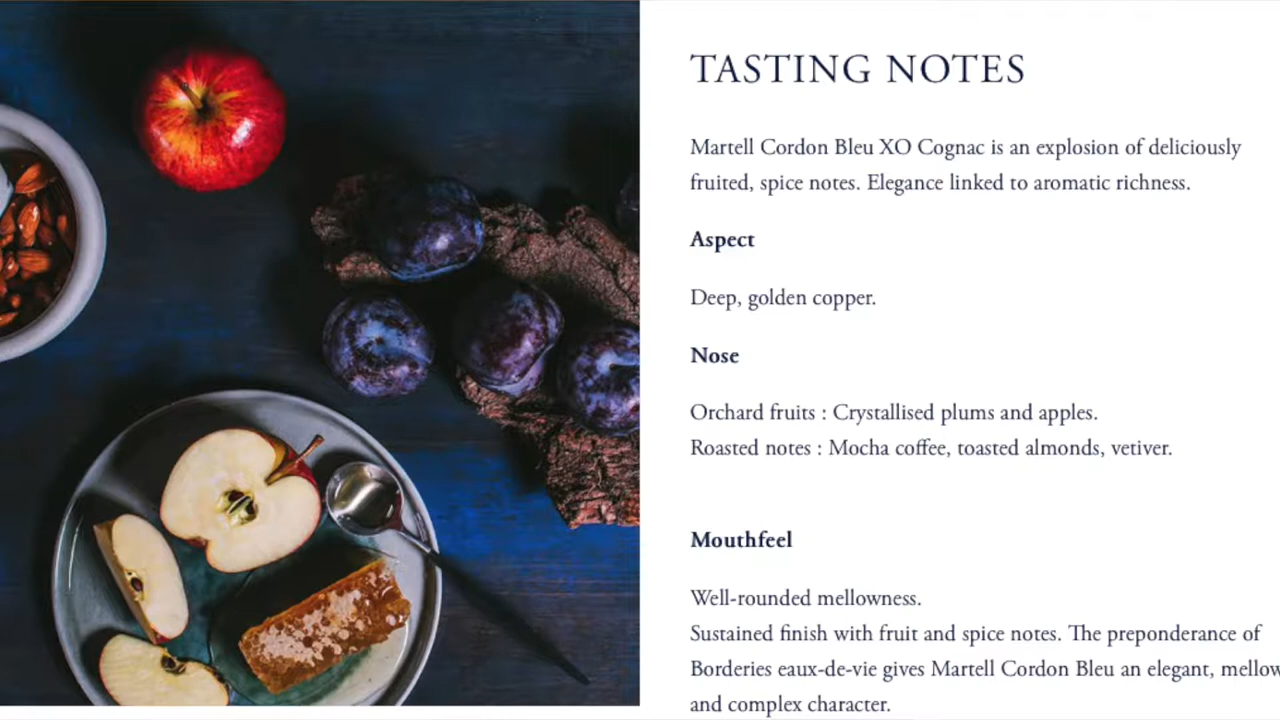 TASTING NOTES
Martell Cordon Bleu XO Cognac is an explosion of deliciously
fruited, spice notes. Elegance linked to aromatic richness.
Aspect
Deep, golden copper.
Nose
Orchard fruits : Crystallised plums and apples.
Roasted notes : Mocha coffee, toasted almonds, vetiver.
Mouthfeel
Well-rounded mellowness.
Sustained finish with fruit and spice notes. The preponderance of
Borderies eaux-de-vie gives Martell Cordon Bleu an elegant, mellow
and complex character.